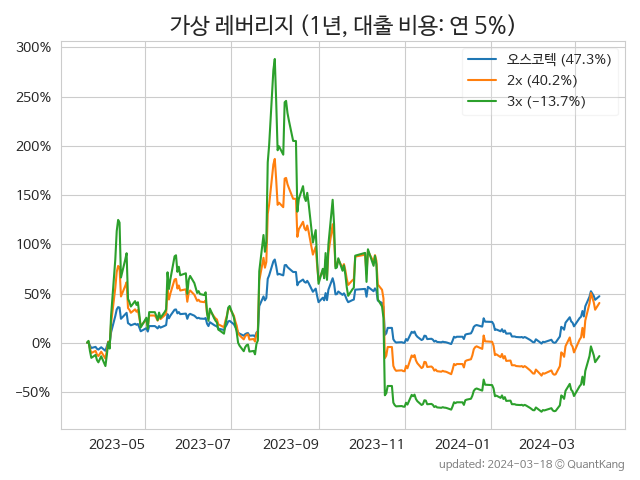 가상 레버리지 (1년, 대출 비용: 연 5%)
300%
250%
200%
150%
100%
50%
0%
−50%
오스코텍 (47.3%)
2x (40.2%)
3x (−13.7%)
2023-05
2023-07
2023-09
2023-11
2024-01
2024-03
updated: 2024-03-18 © QuantKang